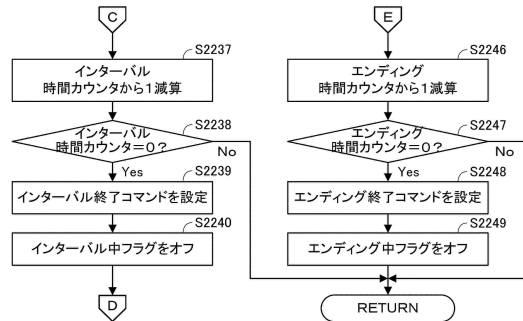 C
S2237
インターバル
時間カウンタから1減算
S2238
インターバル
時間カウンタ=0?
No
Yes
S2239
インターバル終了コマンドを設定
S2240
インターバル中フラグをオフ
D
E
S2246
エンディング
時間カウンタから1減算
S2247
エンディング
時間カウンタ=0?
No
Yes
S2248
エンディング終了コマンドを設定
S2249
エンディング中フラグをオフ
RETURN